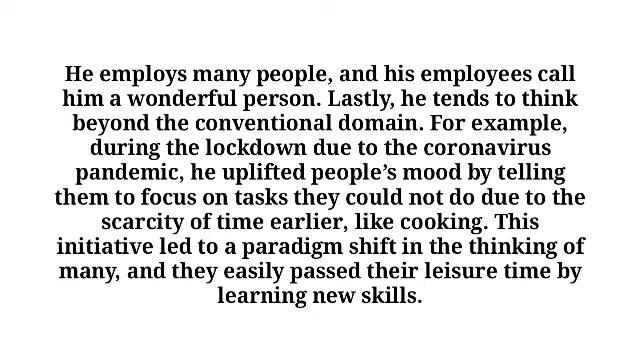 He employs many people, and his employees call
him a wonderful person. Lastly, he tends to think
beyond the conventional domain. For example,
during the lockdown due to the coronavirus
pandemic, he uplifted people’s mood by telling
them to focus on tasks they could not do due to the
scarcity of time earlier, like cooking. This
initiative led to a paradigm shift in the thinking of
many, and they easily passed their leisure time by
learning new skills.